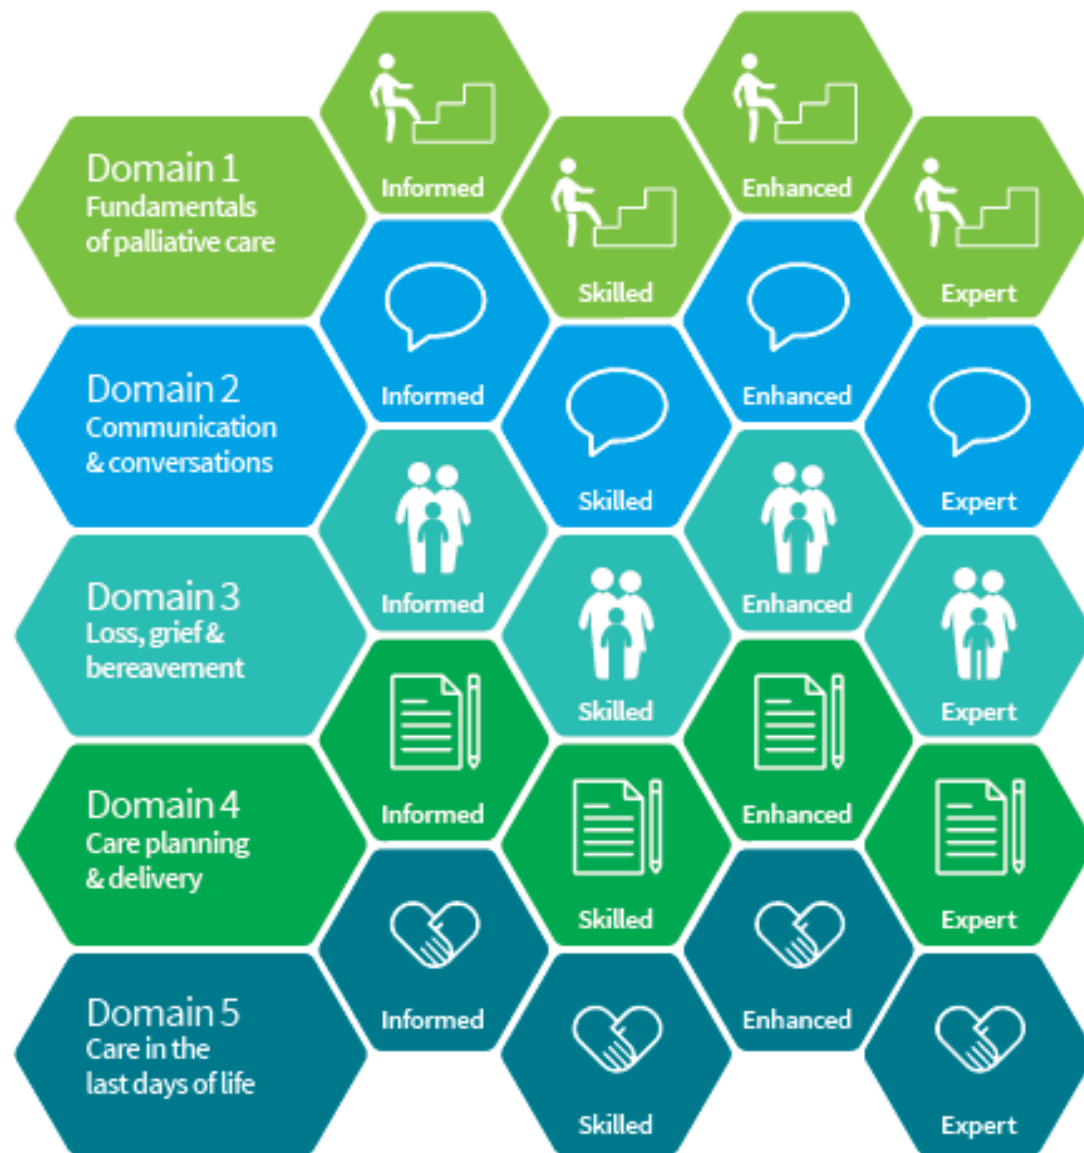 Domain 1
Fundamentals
of palliative care
Informed
Skilled
Enhanced
Expert
Domain 2
Communication
& conversations
Informed
Skilled
Enhanced
Expert
Domain 3
Loss, grief &
bereavement
Informed
Skilled
Enhanced
Expert
Domain 4
Care planning
& delivery
Informed
Skilled
Enhanced
Expert
Domain 5
Care in the
last days of life
Informed
Skilled
Enhanced
Expert